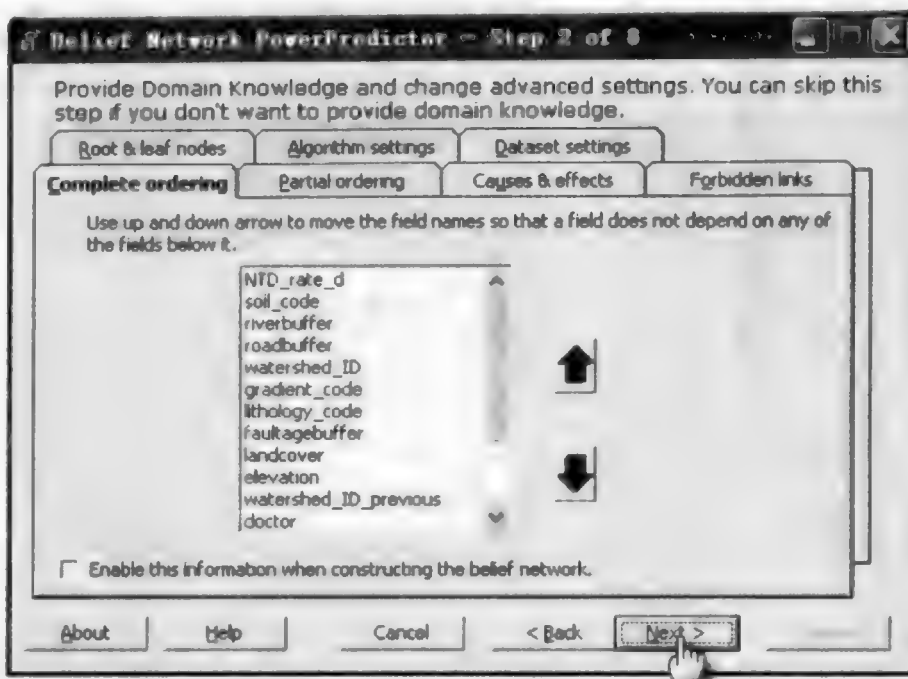 Belief Network PowerPredictor - Step 2 of 8
Provide Domain Knowledge and change advanced settings. You can skip this
step if you don't want to provide domain knowledge.
Root & leaf nodes Algorithm settings Dataset settings
Complete ordering Partial ordering Causes & effects Forbidden links
Use up and down arrow to move the field names so that a field does not depend on any of
the fields below it.
NTD_rate_d
soil_code
riverbuffer
roadbuffer
watershed_ID
gradient_code
lithology_code
faultagebuffer
landcover
elevation
watershed_ID_previous
doctor
Enable this information when constructing the belief network.
About Help Cancel < Back Next >